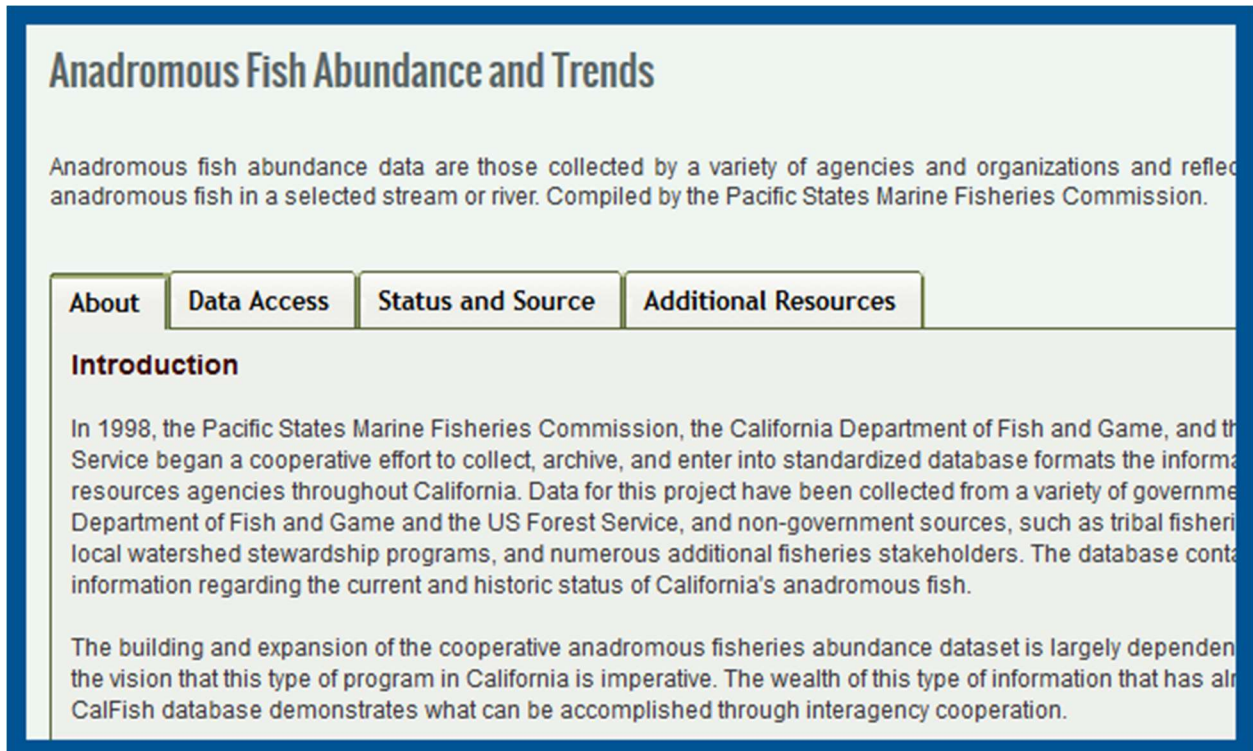 Anadromous Fish Abundance and Trends
Anadromous fish abundance data are those collected by a variety of agencies and organizations and
anadromous fish in a selected stream or river. Compiled by the Pacific States Marine Fisheries Commission.
About
Data Access
Status and Source
Additional Resources
Introduction
In 1998, the Pacific States Marine Fisheries Commission, the California Department of Fish and Game, and
Service began a cooperative effort to collect, archive, and enter into standardized database formats the
resources agencies throughout California. Data for this project have been collected from a variety of
Department of Fish and Game and the US Forest Service, and non-government sources, such as tribal
local watershed stewardship programs, and numerous additional fisheries stakeholders. The database
information regarding the current and historic status of California's anadromous fish.
The building and expansion of the cooperative anadromous fisheries abundance dataset is largely
the vision that this type of program in California is imperative. The wealth of this type of information that has
CalFish database demonstrates what can be accomplished through interagency cooperation.